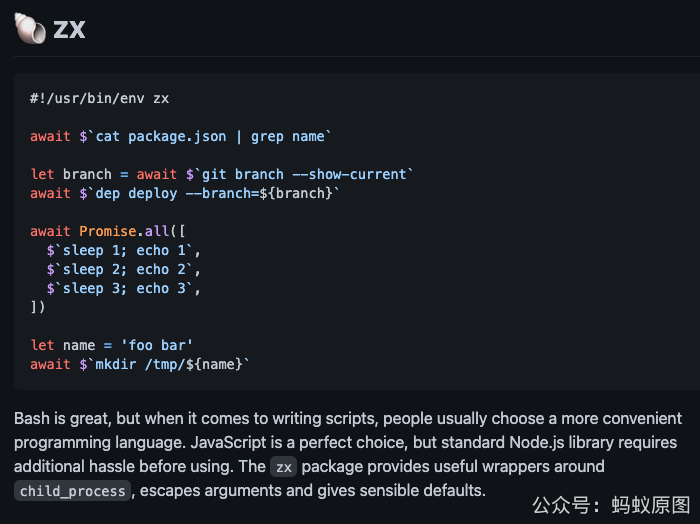 zx
#!/usr/bin/env zx
await $`cat package.json | grep name`
let branch = await $`git branch --show-current`
await $`dep deploy --branch=${branch}`
await Promise.all([
  $`sleep 1; echo 1`,
  $`sleep 2; echo 2`,
  $`sleep 3; echo 3`,
])
let name = 'foo bar'
await $`mkdir /tmp/${name}`
Bash is great, but when it comes to writing scripts, people usually choose a more convenient
programming language. JavaScript is a perfect choice, but standard Node.js library requires
additional hassle before using. The zx package provides useful wrappers around
child_process, escapes arguments and gives sensible defaults.
公众号：蚂蚁原图